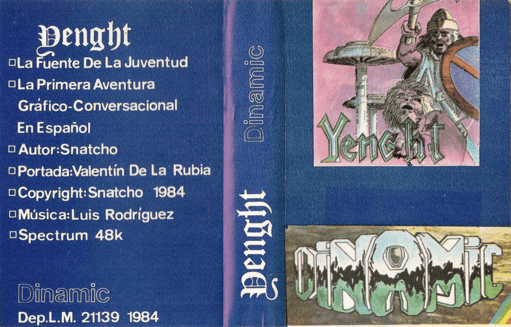 Yenght
La Fuente De La Juventud
La Primera Aventura
Gráfico-Conversacional
En Español
Autor:Snatcho
Portada:Valentín De La Rubia
Copyright:Snatcho 1984
Música:Luis Rodríguez
Spectrum 48k
Dinamic
Dep.L.M. 21139 1984
Yenght
Dinamic
Yenght
DiNAMiC